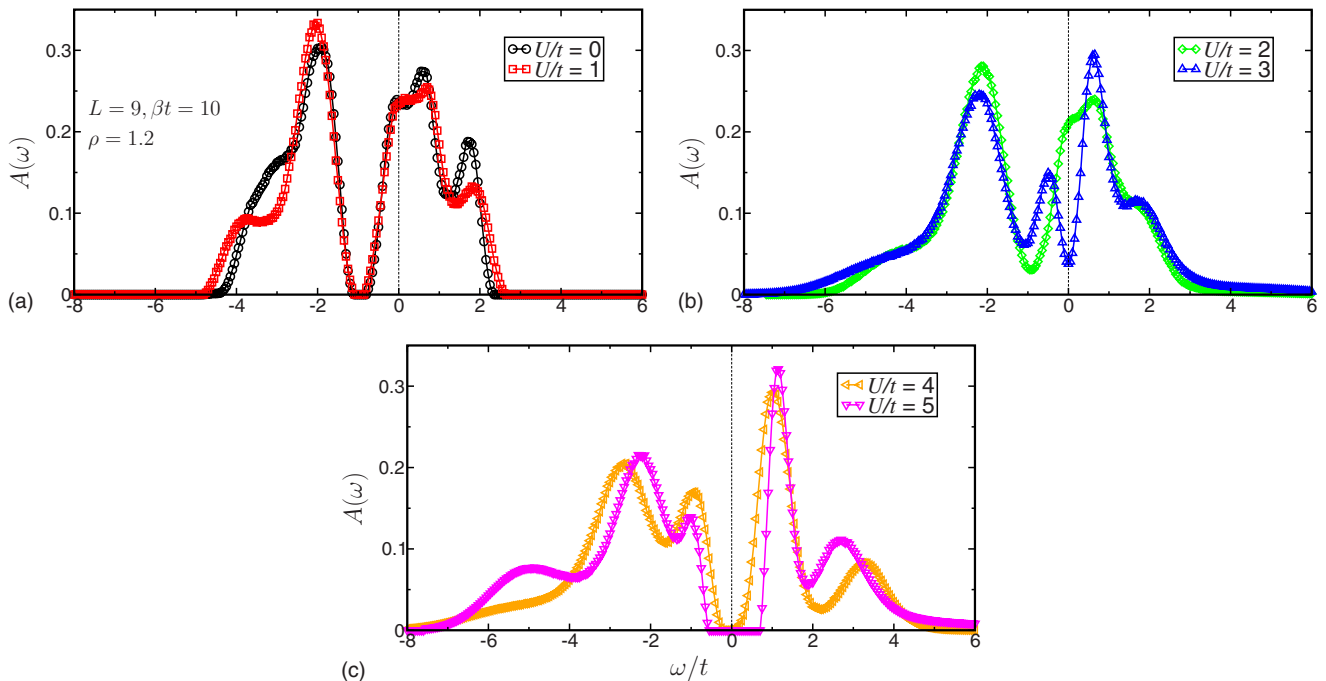 0.3
0.2
0.1
0
A(ω)
L = 9, βt = 10
ρ = 1.2
U/t = 0
U/t = 1
-8 -6 -4 -2 0 2 4 6
(a)
0.3
0.2
0.1
0
A(ω)
U/t = 2
U/t = 3
-8 -6 -4 -2 0 2 4 6
(b)
0.3
0.2
0.1
0
A(ω)
U/t = 4
U/t = 5
-8 -6 -4 -2 0 2 4 6
(c)
ω/t